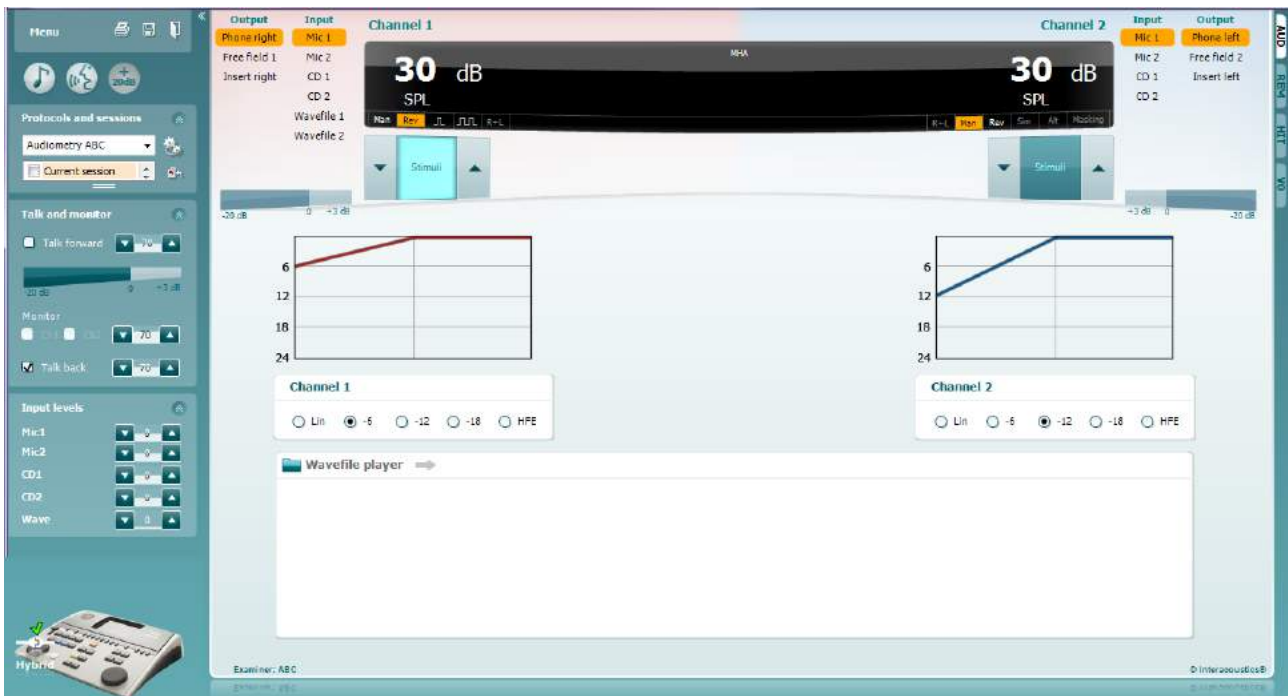 Menu
20dB
Protocols and sessions
Audiometry ABC
Current session
Talk and monitor
Talk forward 70
-20 dB 0 +3 dB
Monitor
70
Talk back 70
Input levels
Mic1 0
Mic2 0
CD1 0
CD2 0
Wave 0
Hybrid
Output Input
Phone right Mic 1
Free field 1 Mic 2
Insert right CD 1
CD 2
Wavefile 1
Wavefile 2
-20 dB 0 +3 dB
Channel 1 Channel 2
MHA
30 dB 30 dB
SPL SPL
Man Rev R+L R+L Man Rev Sim Alt Masking
Stimuli Stimuli
Input Output
Mic 1 Phone left
Mic 2 Free field 2
CD 1 Insert left
CD 2
+3 dB 0 -20 dB
AUD
REM
HIT
6
12
18
24
6
12
18
24
Channel 1
Lin -6 -12 -18 HFE
Channel 2
Lin -6 -12 -18 HFE
Wavefile player
Examiner: ABC © Interacoustics®